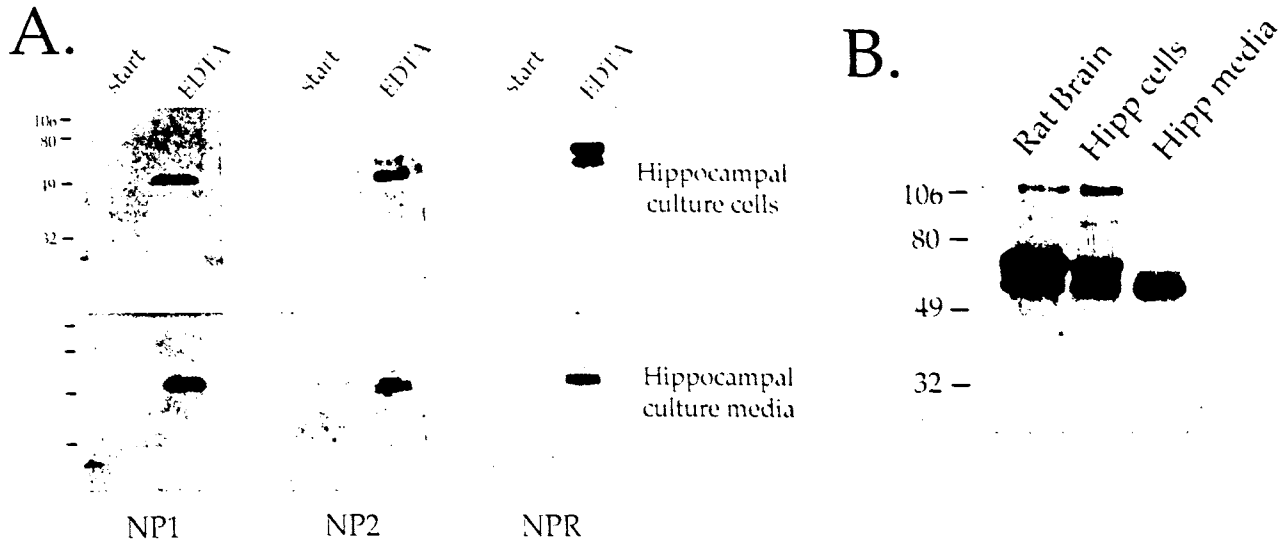 A.
start EDTA start EDTA start EDTA
106 –
80 –
49 –
32 –
Hippocampal
culture cells
Hippocampal
culture media
NP1 NP2 NPR
B.
Rat Brain Hipp cells Hipp media
106 –
80 –
49 –
32 –